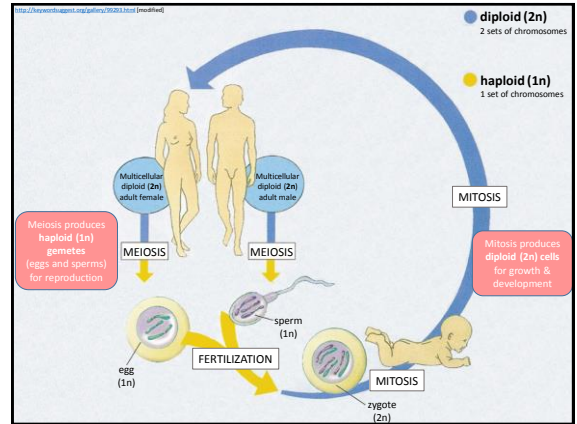 http://keywordsuggest.org/gallery/99293.html [modified]
diploid (2n)
2 sets of chromosomes
haploid (1n)
1 set of chromosomes
Multicellular
diploid (2n)
adult female
Multicellular
diploid (2n)
adult male
MITOSIS
Meiosis produces
haploid (1n)
gemetes
(eggs and sperms)
for reproduction
MEIOSIS
MEIOSIS
Mitosis produces
diploid (2n) cells
for growth &
development
sperm
(1n)
egg
(1n)
FERTILIZATION
MITOSIS
zygote
(2n)